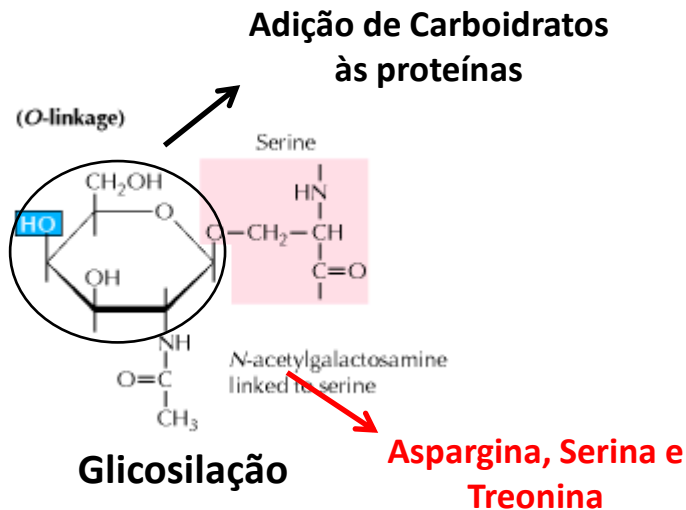 Adição de Carboidratos
às proteínas
(O-linkage)
Serine
CH₂OH
HN
HO
O
O–CH₂–CH
OH
C=O
NH
O=C
CH₃
N-acetylgalactosamine
linked to serine
Glicosilação
Aspargina, Serina e
Treonina